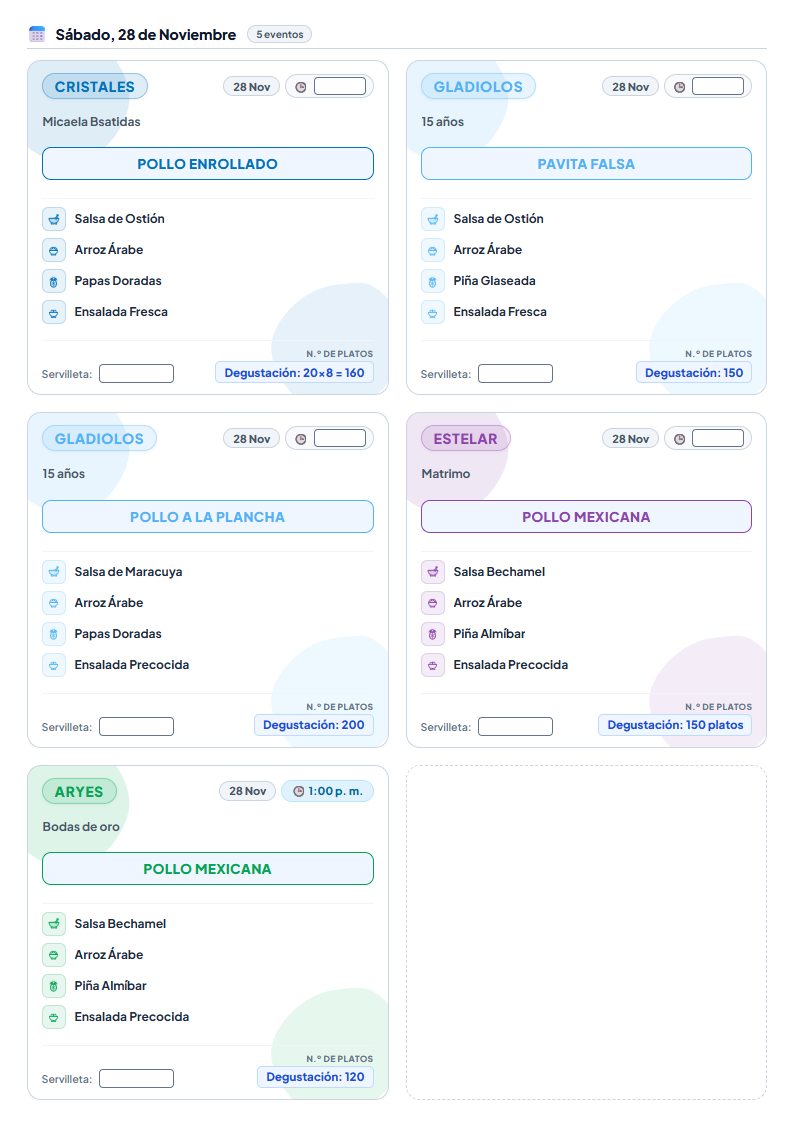 Sábado, 28 de Noviembre 5 eventos
CRISTALES 28 Nov
Micaela Bsatidas
POLLO ENROLLADO
Salsa de Ostión
Arroz Árabe
Papas Doradas
Ensalada Fresca
N.º DE PLATOS
Servilleta: Degustación: 20×8 = 160
GLADIOLOS 28 Nov
15 años
PAVITA FALSA
Salsa de Ostión
Arroz Árabe
Piña Glaseada
Ensalada Fresca
N.º DE PLATOS
Servilleta: Degustación: 150
GLADIOLOS 28 Nov
15 años
POLLO A LA PLANCHA
Salsa de Maracuya
Arroz Árabe
Papas Doradas
Ensalada Precocida
N.º DE PLATOS
Servilleta: Degustación: 200
ESTELAR 28 Nov
Matrimo
POLLO MEXICANA
Salsa Bechamel
Arroz Árabe
Piña Almíbar
Ensalada Precocida
N.º DE PLATOS
Servilleta: Degustación: 150 platos
ARYES 28 Nov 1:00 p. m.
Bodas de oro
POLLO MEXICANA
Salsa Bechamel
Arroz Árabe
Piña Almíbar
Ensalada Precocida
N.º DE PLATOS
Servilleta: Degustación: 120